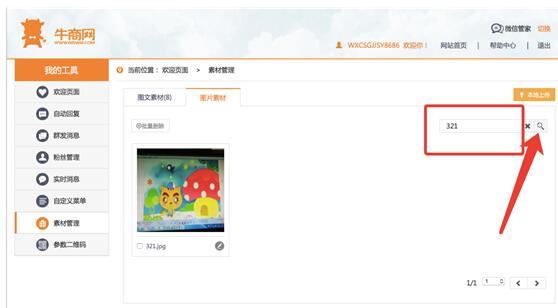 牛商网
WWW.NIUSHW.COM
微信管家 切换
WXCSGJJSY8686 欢迎你！ 网站首页 | 帮助中心 | 退出
我的工具
当前位置： 欢迎页面 > 素材管理
欢迎页面
自动回复
群发消息
粉丝管理
实时消息
自定义菜单
素材管理
参数二维码
图文素材(8) 图片素材
本地上传
批量删除
321
321.jpg
1/1 1